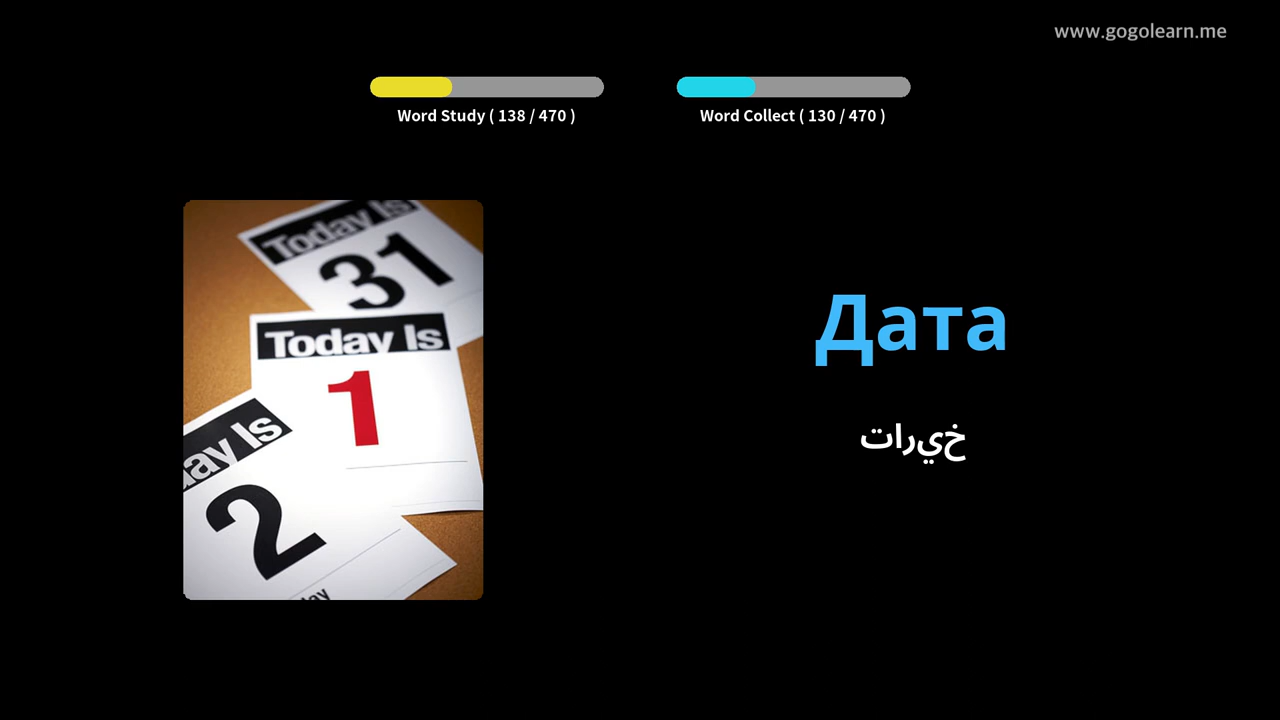 www.gogolearn.me
Word Study ( 138 / 470 )
Word Collect ( 130 / 470 )
Today Is
31
Today Is
1
ay Is
2
day
Дата
خيرات